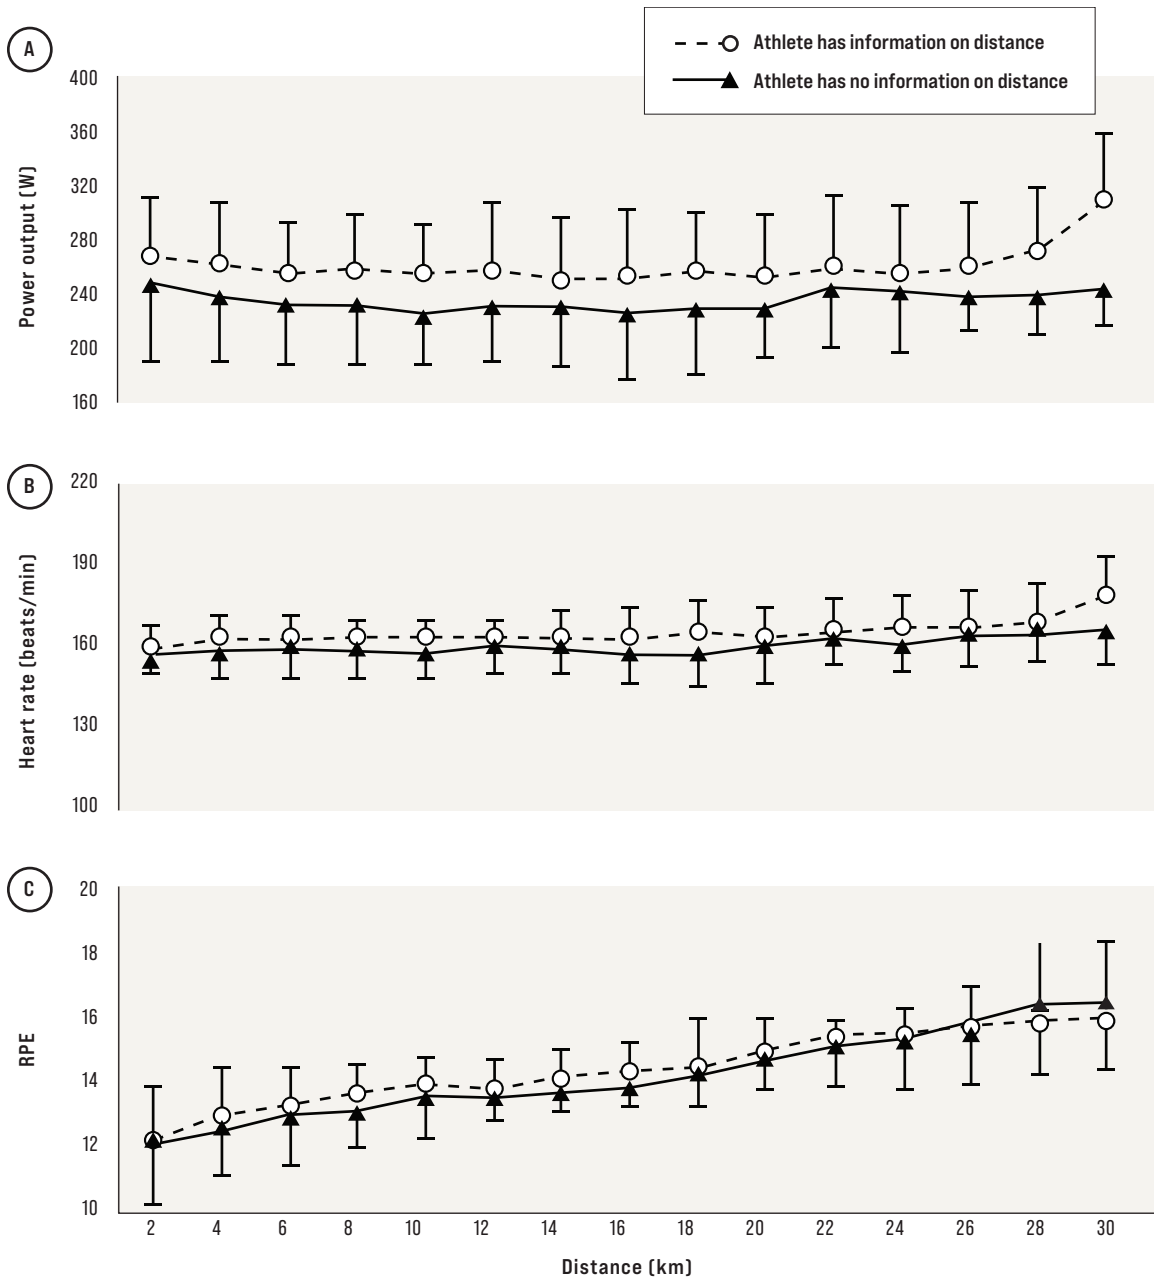 Athlete has information on distance
Athlete has no information on distance
A
Power output (W)
400
360
320
280
240
200
160
B
Heart rate (beats/min)
220
190
160
130
100
C
RPE
20
18
16
14
12
10
2 4 6 8 10 12 14 16 18 20 22 24 26 28 30
Distance (km)